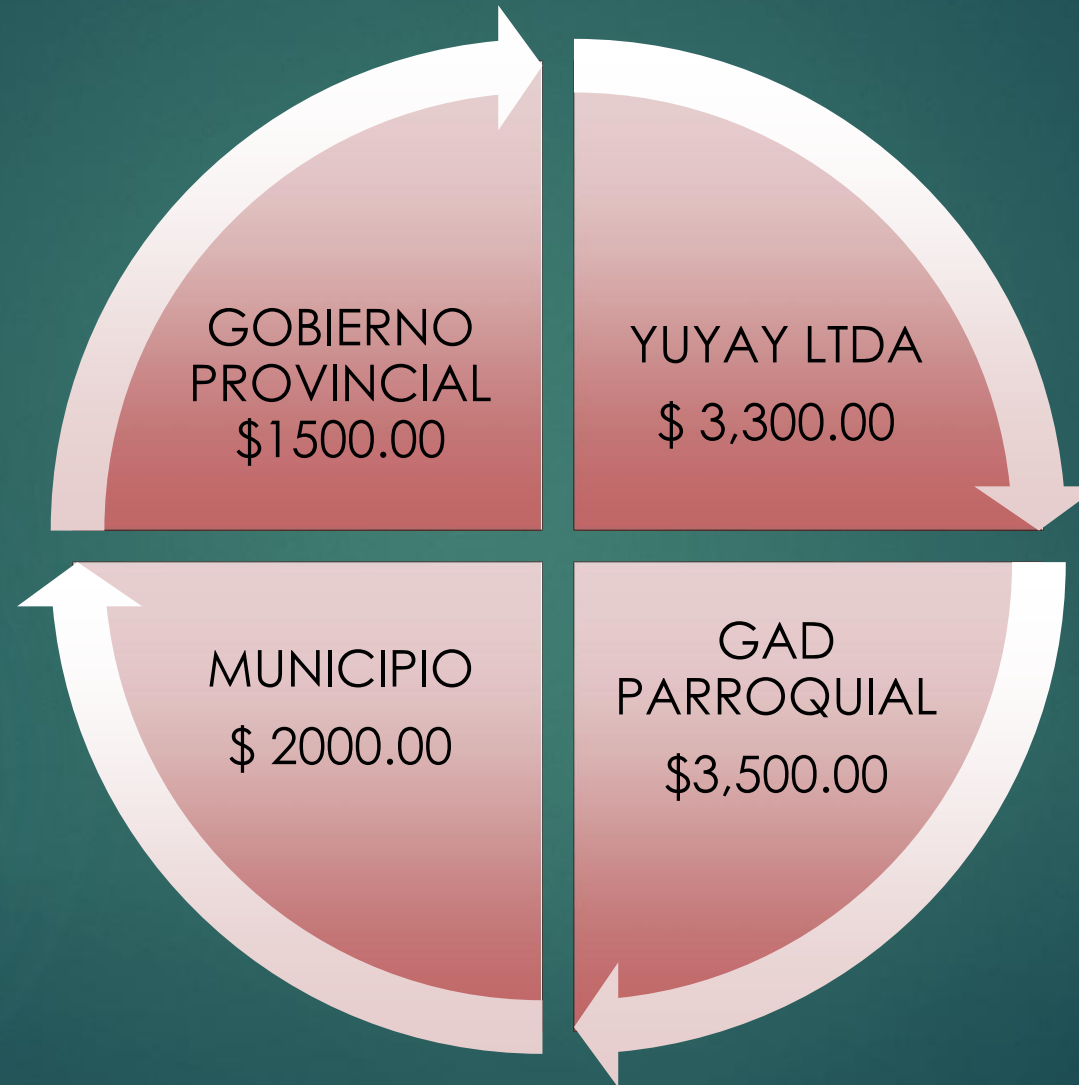 GOBIERNO
PROVINCIAL
$1500.00
YUYAY LTDA
$ 3,300.00
MUNICIPIO
$ 2000.00
GAD
PARROQUIAL
$3,500.00